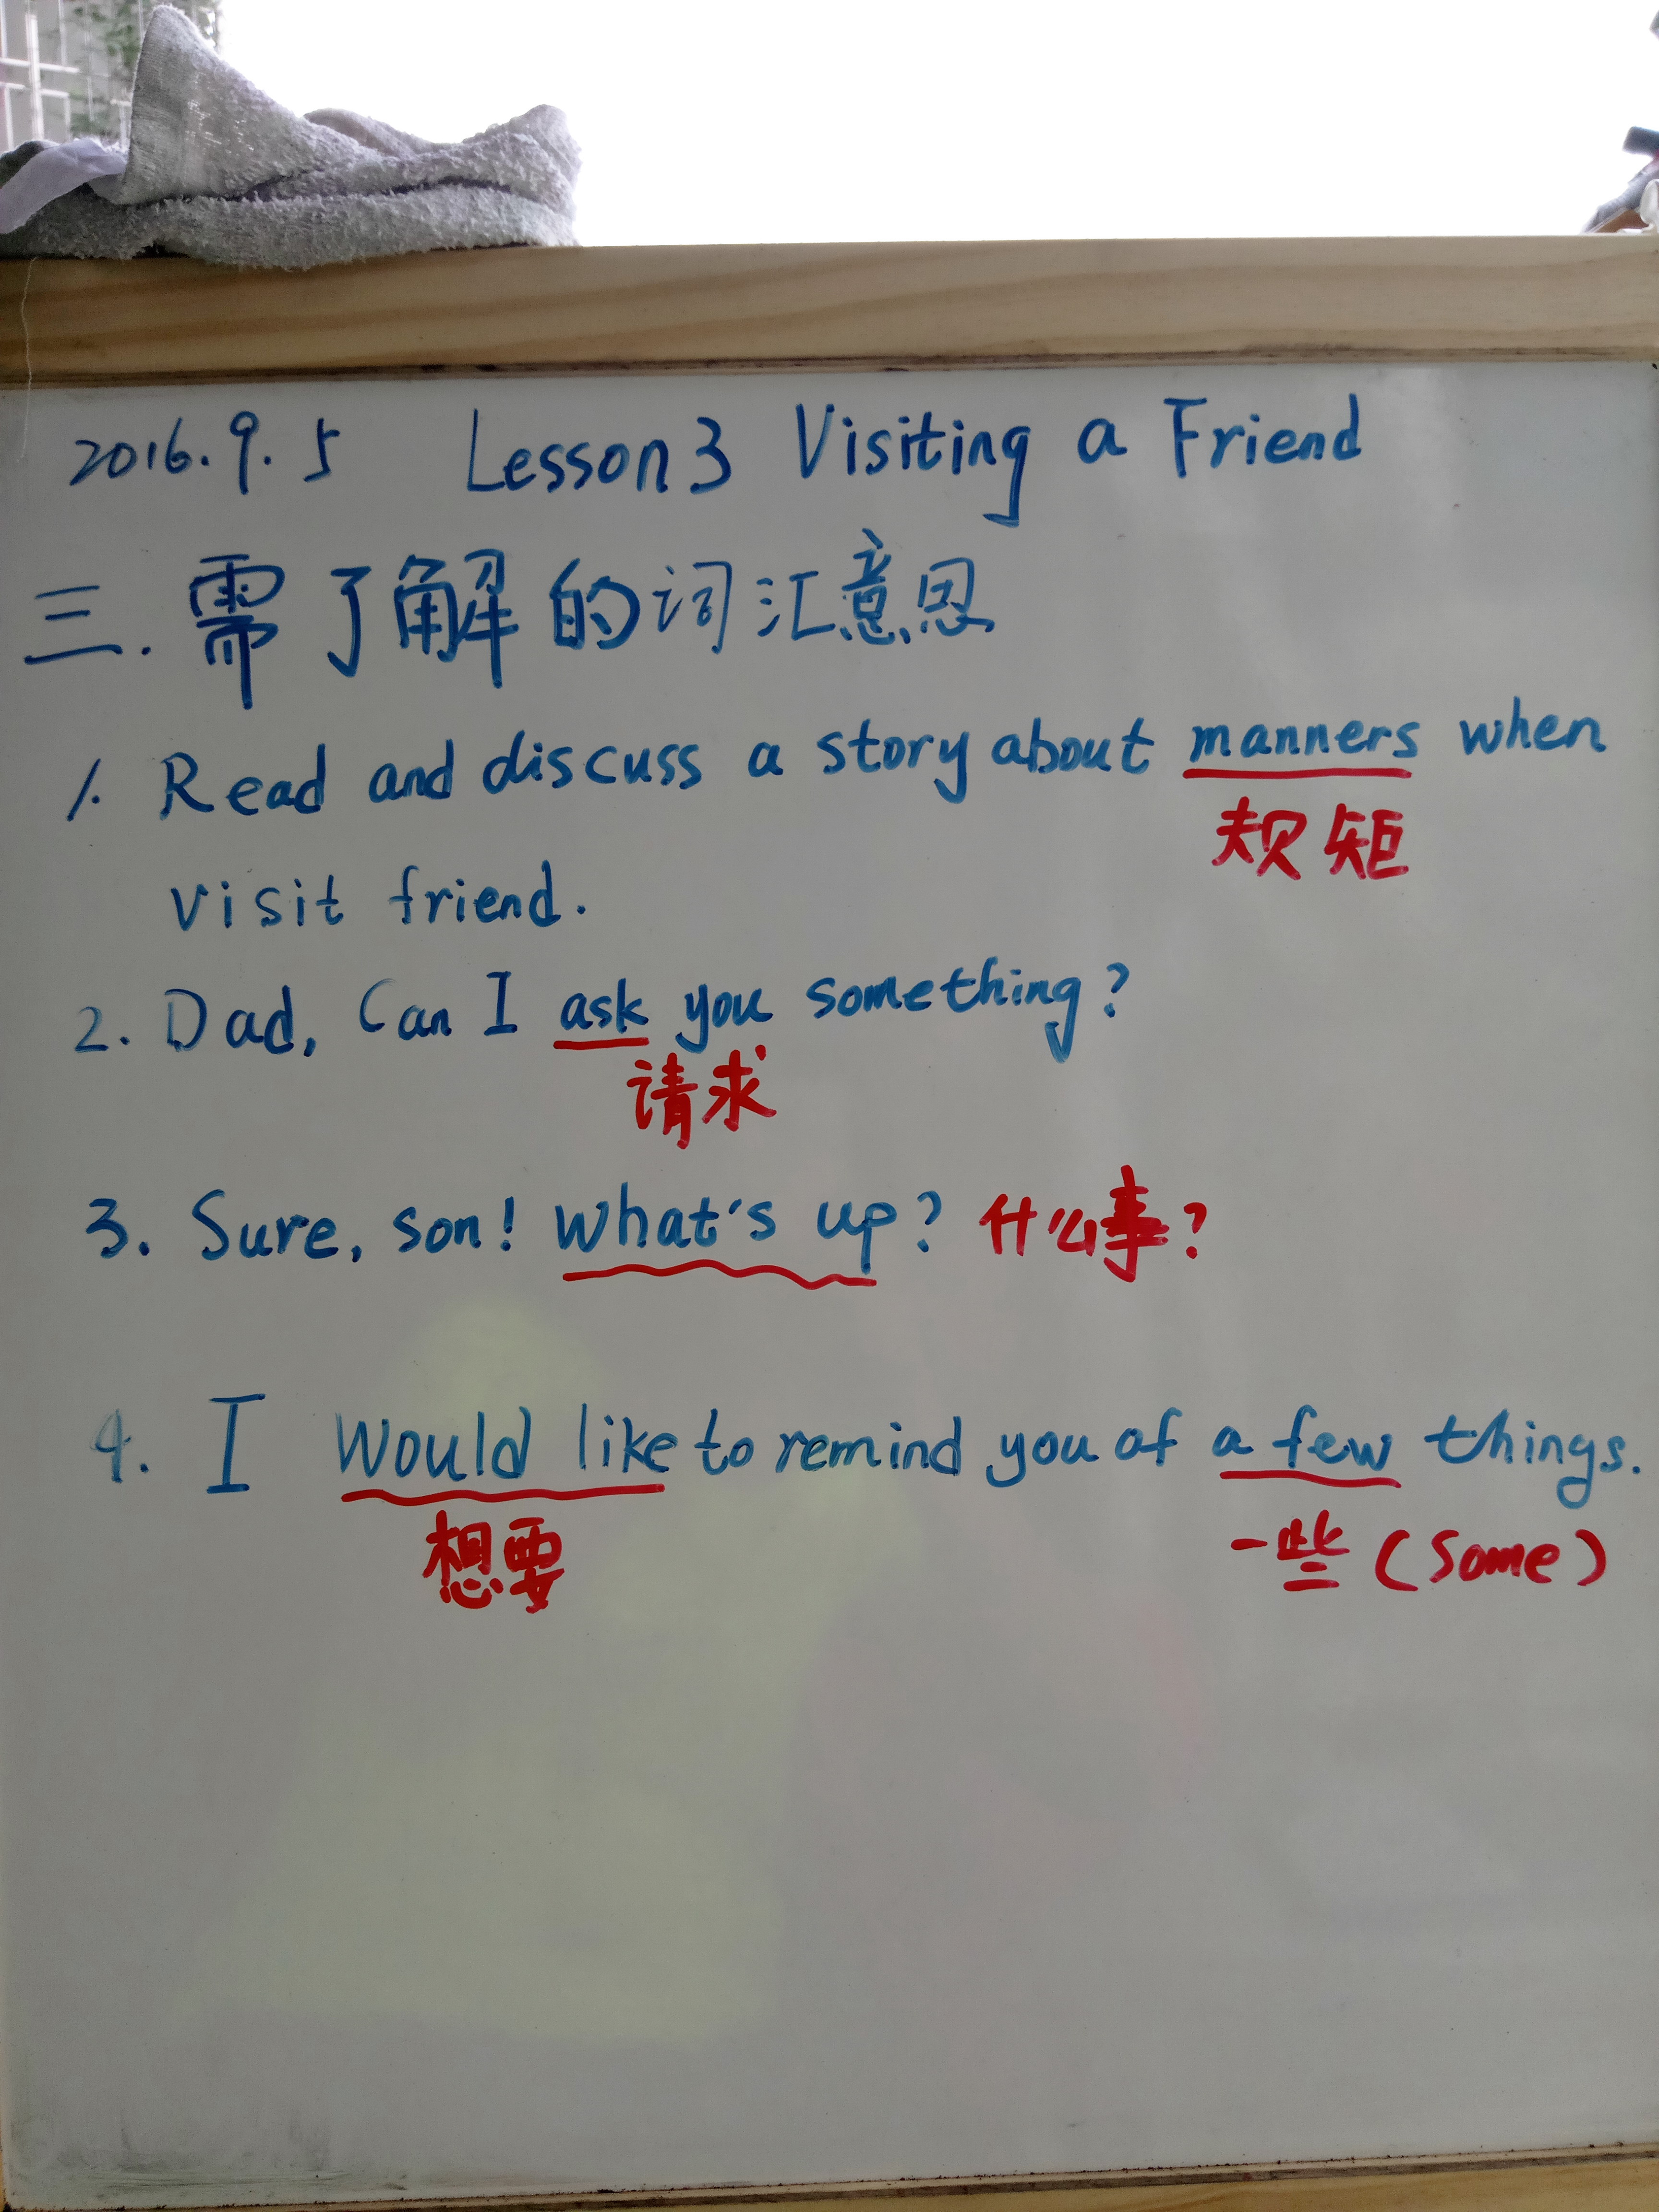 2016.9.5 Lesson 3 Visiting a Friend
三.需了解的词汇意思
1. Read and discuss a story about manners when
规矩
visit friend.
2. Dad, Can I ask you something?
请求
3. Sure, son! What's up? 什么事?
4. I Would like to remind you of a few things.
想要 一些(Some)